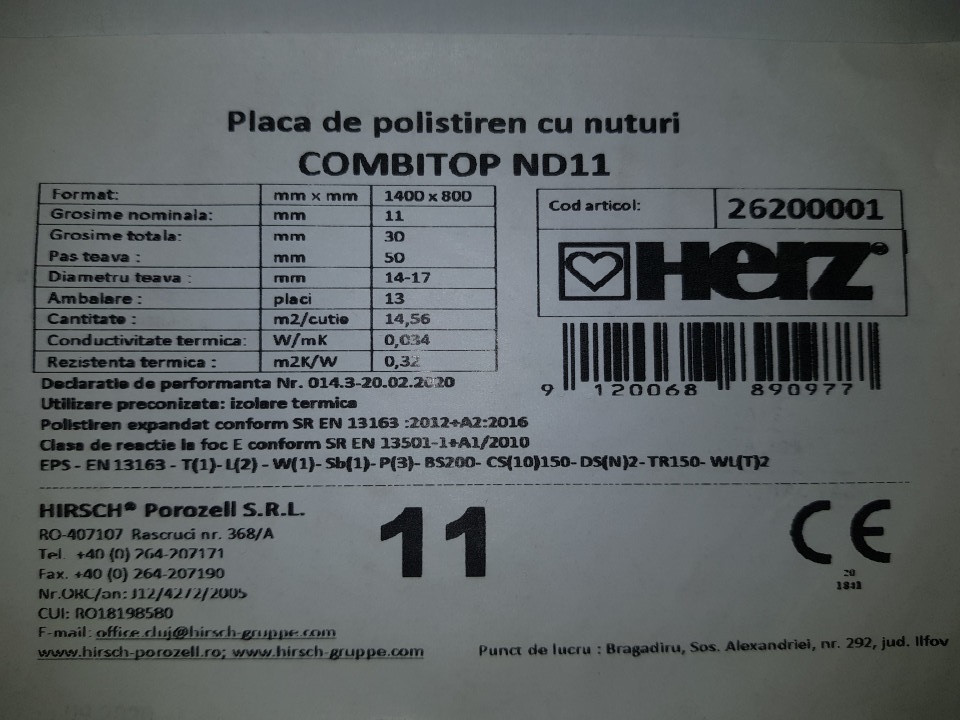 Placa de polistiren cu nuturi
COMBITOP ND11
Format: mm x mm 1400 x 800
Grosime nominala: mm 11
Grosime totala: mm 30
Pas teava : mm 50
Diametru teava : mm 14-17
Ambalare : placi 13
Cantitate : m2/cutie 14,56
Conductivitate termica: W/mK 0,034
Rezistenta termica : m2K/W 0,32
Cod articol: 26200001
Herz®
9 120068 890977
Declaratie de performanta Nr. 014.3-20.02.2020
Utilizare preconizata: izolare termica
Polistiren expandat conform SR EN 13163 :2012+A2:2016
Clasa de reactie la foc E conform SR EN 13501-1+A1/2010
EPS - EN 13163 - T(1)- L(2) - W(1)- Sb(1)- P(3)- BS200- CS(10)150- DS(N)2- TR150- WL(T)2
HIRSCH® Porozell S.R.L.
RO-407107 Rascruci nr. 368/A
Tel. +40 (0) 264-207171
Fax. +40 (0) 264-207190
Nr.ORC/an: J12/4272/2005
CUI: RO18198580
E-mail: office.cluj@hirsch-gruppe.com
www.hirsch-porozell.ro; www.hirsch-gruppe.com
11
CE
20
1841
Punct de lucru : Bragadiru, Sos. Alexandriei, nr. 292, jud. Ilfov